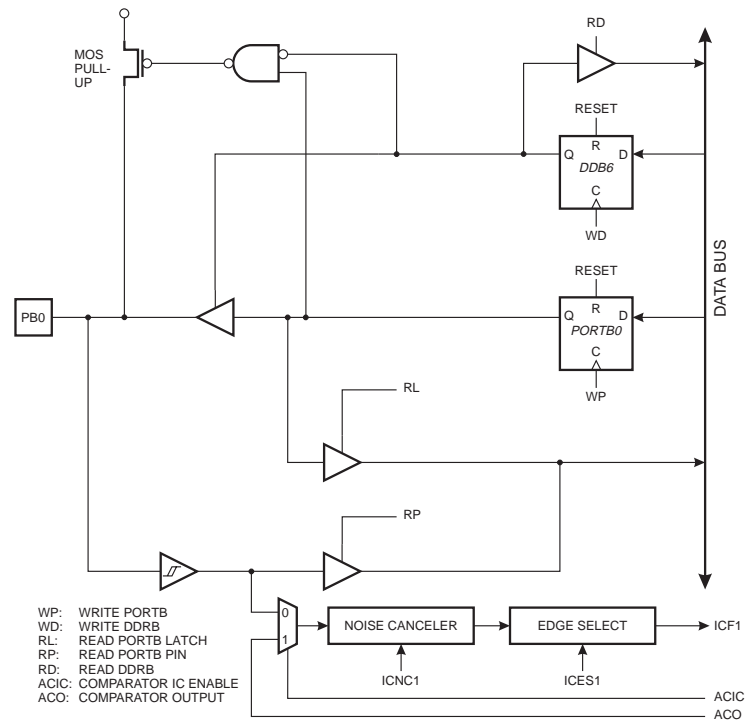 RD
MOS
PULL-
UP
RESET
R
Q
D
DDB6
C
WD
DATA BUS
RESET
R
PB0
Q
D
PORTB0
C
WP
RL
RP
WP: WRITE PORTB
WD: WRITE DDRB
RL: READ PORTB LATCH
RP: READ PORTB PIN
RD: READ DDRB
ACIC: COMPARATOR IC ENABLE
ACO: COMPARATOR OUTPUT
0
1
NOISE CANCELER
EDGE SELECT
ICF1
ICNC1
ICES1
ACIC
ACO